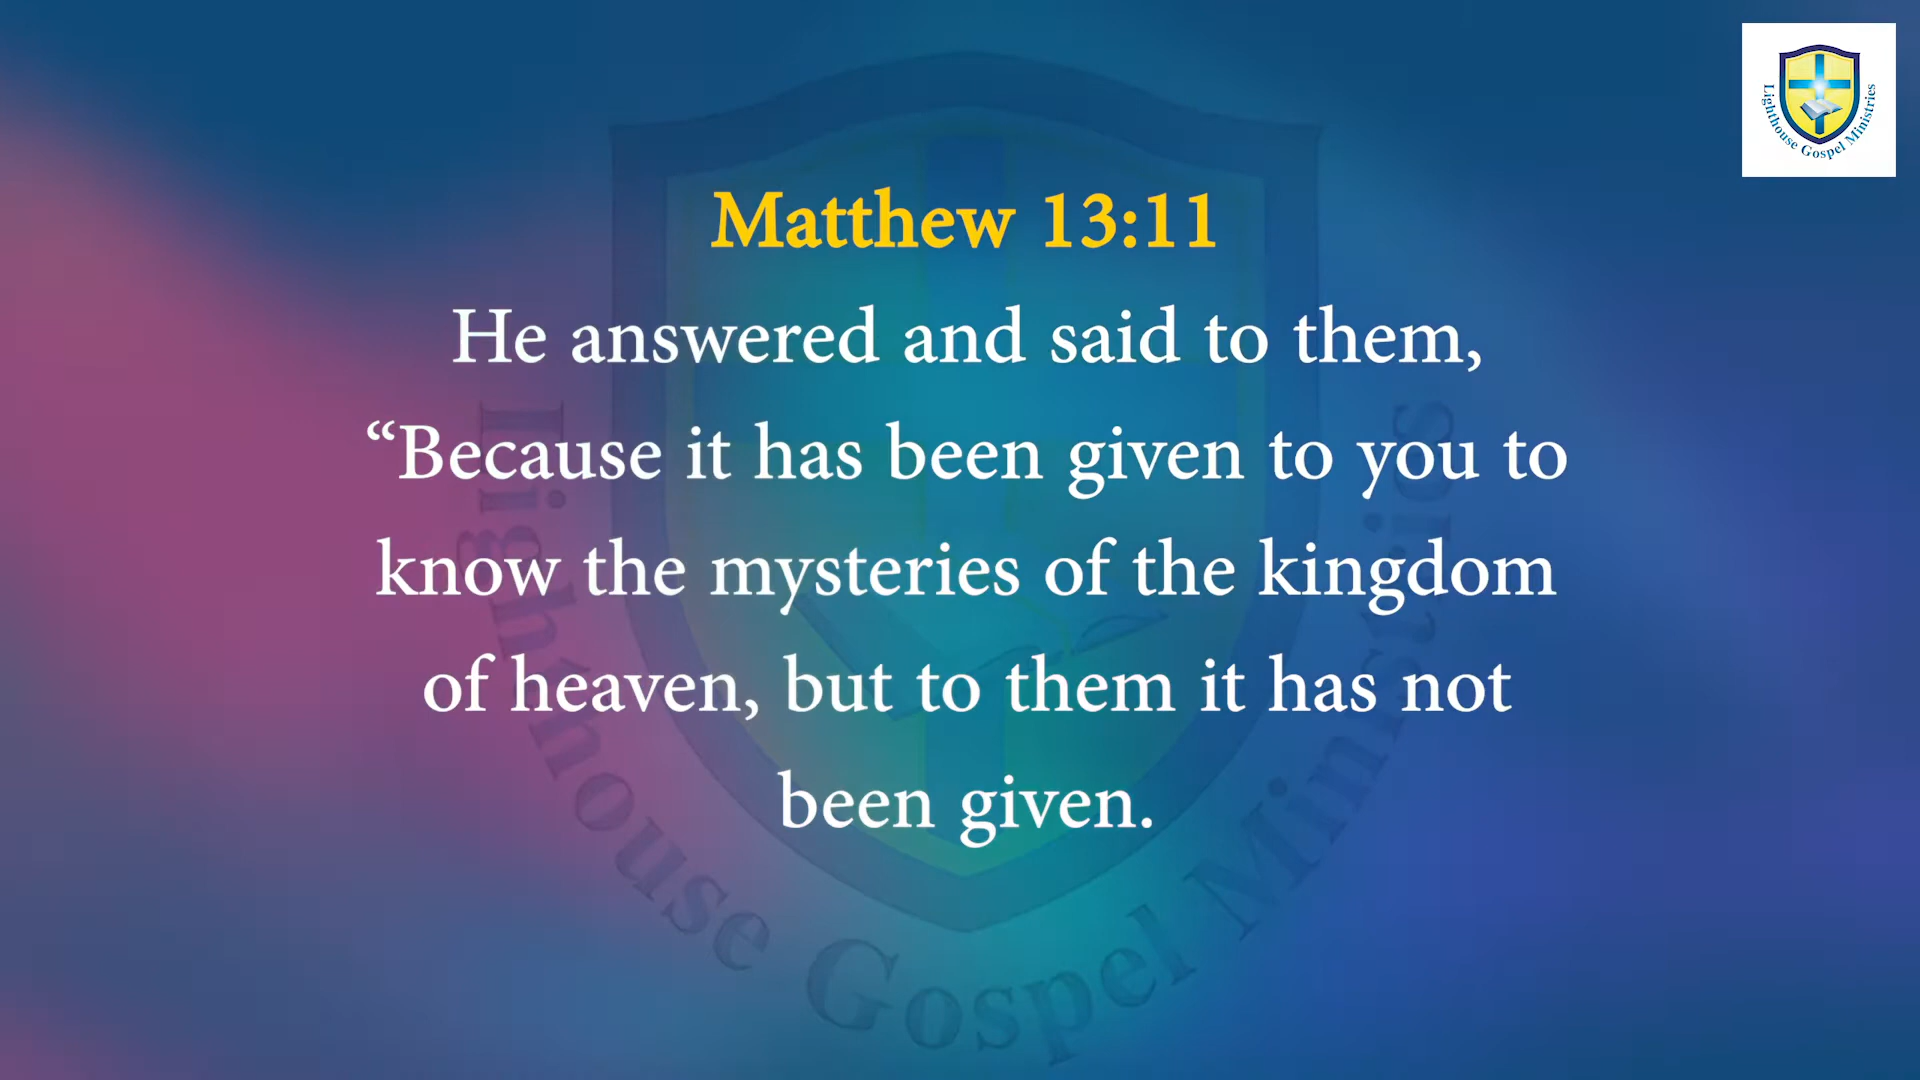 Lighthouse Gospel Ministries
Matthew 13:11
He answered and said to them,
“Because it has been given to you to
know the mysteries of the kingdom
of heaven, but to them it has not
been given.
Lighthouse Gospel Ministries